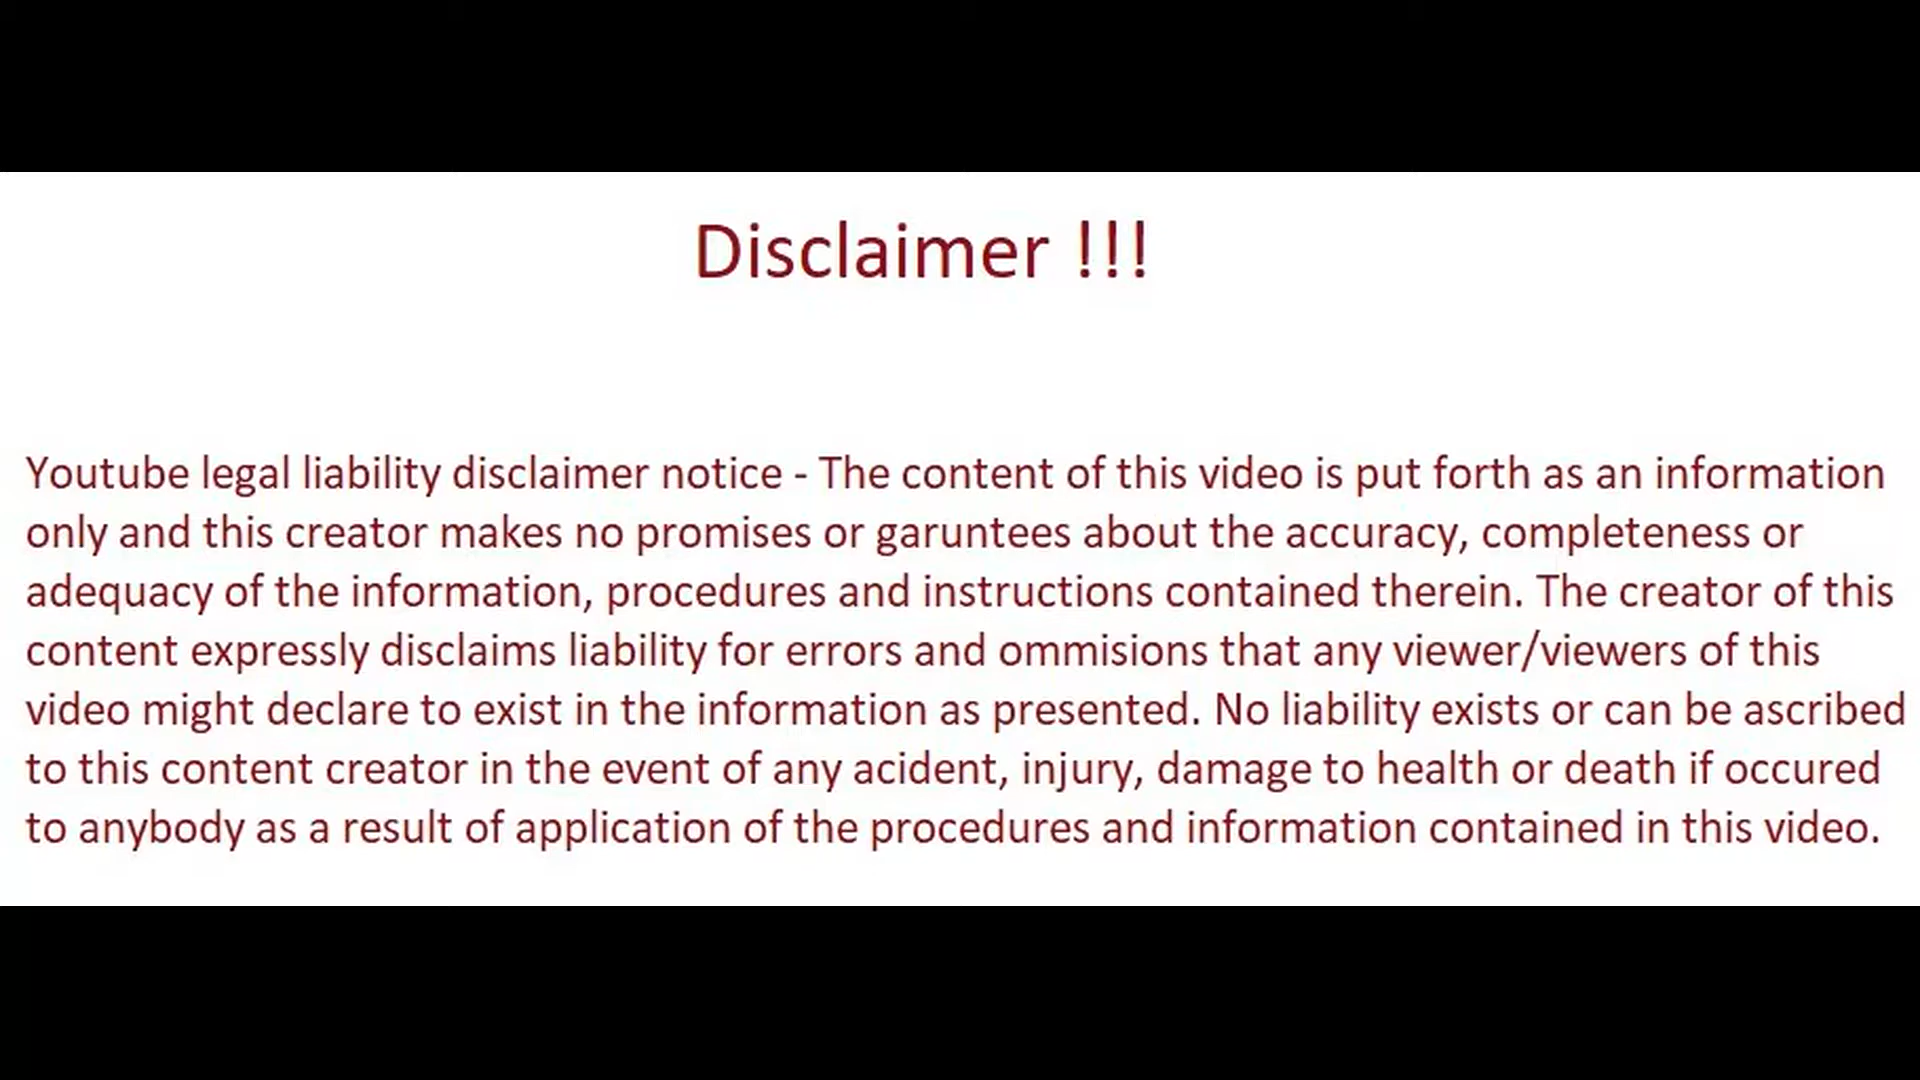 Disclaimer !!!
Youtube legal liability disclaimer notice - The content of this video is put forth as an information
only and this creator makes no promises or garuntees about the accuracy, completeness or
adequacy of the information, procedures and instructions contained therein. The creator of this
content expressly disclaims liability for errors and ommisions that any viewer/viewers of this
video might declare to exist in the information as presented. No liability exists or can be ascribed
to this content creator in the event of any acident, injury, damage to health or death if occured
to anybody as a result of application of the procedures and information contained in this video.